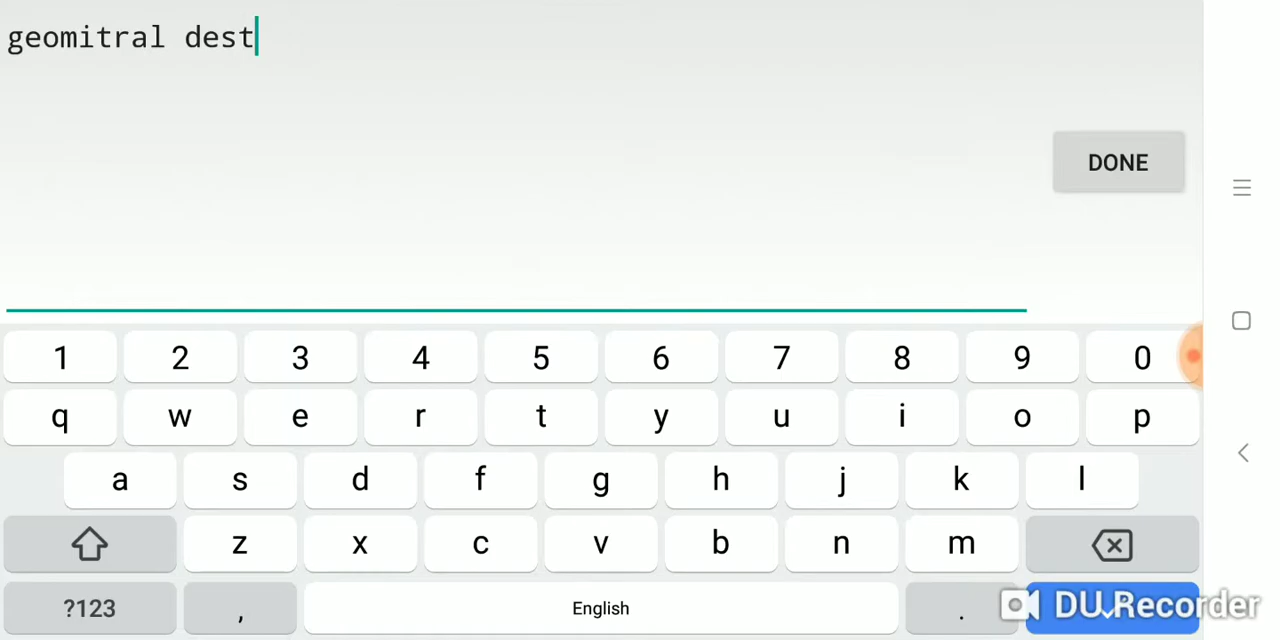 geomitral dest
DONE
1 2 3 4 5 6 7 8 9 0
q w e r t y u i o p
a s d f g h j k l
z x c v b n m
?123 , English .
DU Recorder